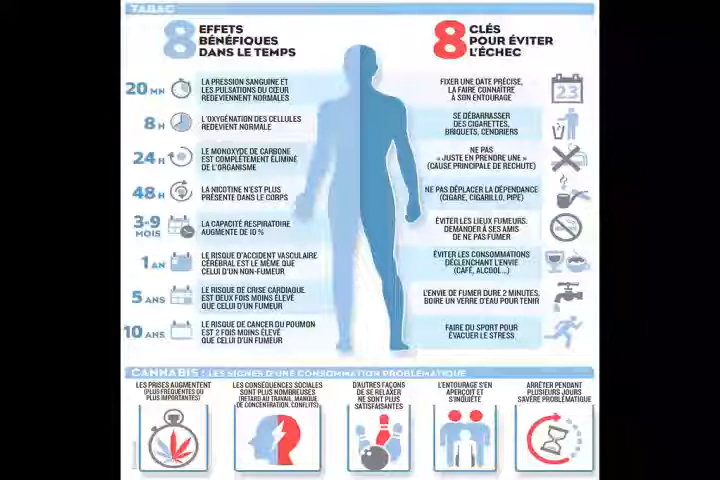 TABAC
8 EFFETS
BÉNÉFIQUES
DANS LE TEMPS
20 MN
LA PRESSION SANGUINE ET
LES PULSATIONS DU CŒUR
REDEVIENNENT NORMALES
8 H
L'OXYGÉNATION DES CELLULES
REDEVIENT NORMALE
24 H
LE MONOXYDE DE CARBONE
EST COMPLÈTEMENT ÉLIMINÉ
DE L'ORGANISME
48 H
LA NICOTINE N'EST PLUS
PRÉSENTE DANS LE CORPS
3-9
MOIS
LA CAPACITÉ RESPIRATOIRE
AUGMENTE DE 10 %
1 AN
LE RISQUE D'ACCIDENT VASCULAIRE
CÉRÉBRAL EST LE MÊME QUE
CELUI D'UN NON-FUMEUR
5 ANS
LE RISQUE DE CRISE CARDIAQUE
EST DEUX FOIS MOINS ÉLEVÉ
QUE CELUI D'UN FUMEUR
10 ANS
LE RISQUE DE CANCER DU POUMON
EST 2 FOIS MOINS ÉLEVÉ
QUE CELUI D'UN FUMEUR
8 CLÉS
POUR ÉVITER
L'ÉCHEC
FIXER UNE DATE PRÉCISE,
LA FAIRE CONNAÎTRE
À SON ENTOURAGE
23
SE DÉBARRASSER
DES CIGARETTES,
BRIQUETS, CENDRIERS
NE PAS
« JUSTE EN PRENDRE UNE »
(CAUSE PRINCIPALE DE RECHUTE)
NE PAS DÉPLACER LA DÉPENDANCE
(CIGARE, CIGARILLO, PIPE)
ÉVITER LES LIEUX FUMEURS.
DEMANDER À SES AMIS
DE NE PAS FUMER
ÉVITER LES CONSOMMATIONS
DÉCLENCHANT L'ENVIE
(CAFÉ, ALCOOL...)
L'ENVIE DE FUMER DURE 2 MINUTES,
BOIRE UN VERRE D'EAU POUR TENIR
FAIRE DU SPORT POUR
ÉVACUER LE STRESS
CANNABIS : LES SIGNES D'UNE CONSOMMATION PROBLÉMATIQUE
LES PRISES AUGMENTENT
(PLUS FRÉQUENTES OU
PLUS IMPORTANTES)
LES CONSÉQUENCES SOCIALES
SONT PLUS NOMBREUSES
(RETARD AU TRAVAIL, MANQUE
DE CONCENTRATION, CONFLITS)
D'AUTRES FAÇONS
DE SE RELAXER
NE SONT PLUS
SATISFAISANTES
L'ENTOURAGE S'EN
APERÇOIT ET
S'INQUIÈTE
ARRÊTER PENDANT
PLUSIEURS JOURS
SAVÈRE PROBLÉMATIQUE